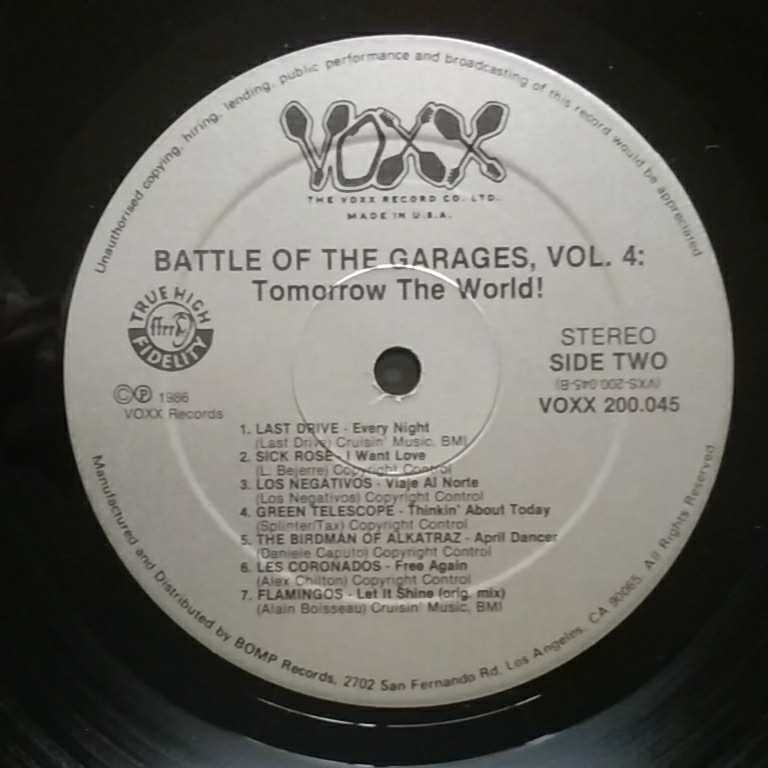 Unauthorised copying, hiring, lending, public performance and broadcasting of this record would be appreciated
VOXX
THE VOXX RECORD CO. LTD.
MADE IN U.S.A.
BATTLE OF THE GARAGES, VOL. 4:
Tomorrow The World!
TRUE HIGH
ffrr
FIDELITY
STEREO
SIDE TWO
(VXS-200 045-B)
VOXX 200.045
©℗ 1986
VOXX Records
1. LAST DRIVE - Every Night
(Last Drive) Cruisin' Music, BMI
2. SICK ROSE - I Want Love
(L. Bejerre) Copyright Control
3. LOS NEGATIVOS - Viaje Al Norte
(Los Negativos) Copyright Control
4. GREEN TELESCOPE - Thinkin' About Today
(Splinter/Tax) Copyright Control
5. THE BIRDMAN OF ALKATRAZ - April Dancer
(Daniele Caputo) Copyright Control
6. LES CORONADOS - Free Again
(Alex Chilton) Copyright Control
7. FLAMINGOS - Let It Shine (orig. mix)
(Alain Boisseau) Cruisin' Music, BMI
Manufactured and Distributed by BOMP Records, 2702 San Fernando Rd. Los Angeles, CA 90065. All Rights Reserved.